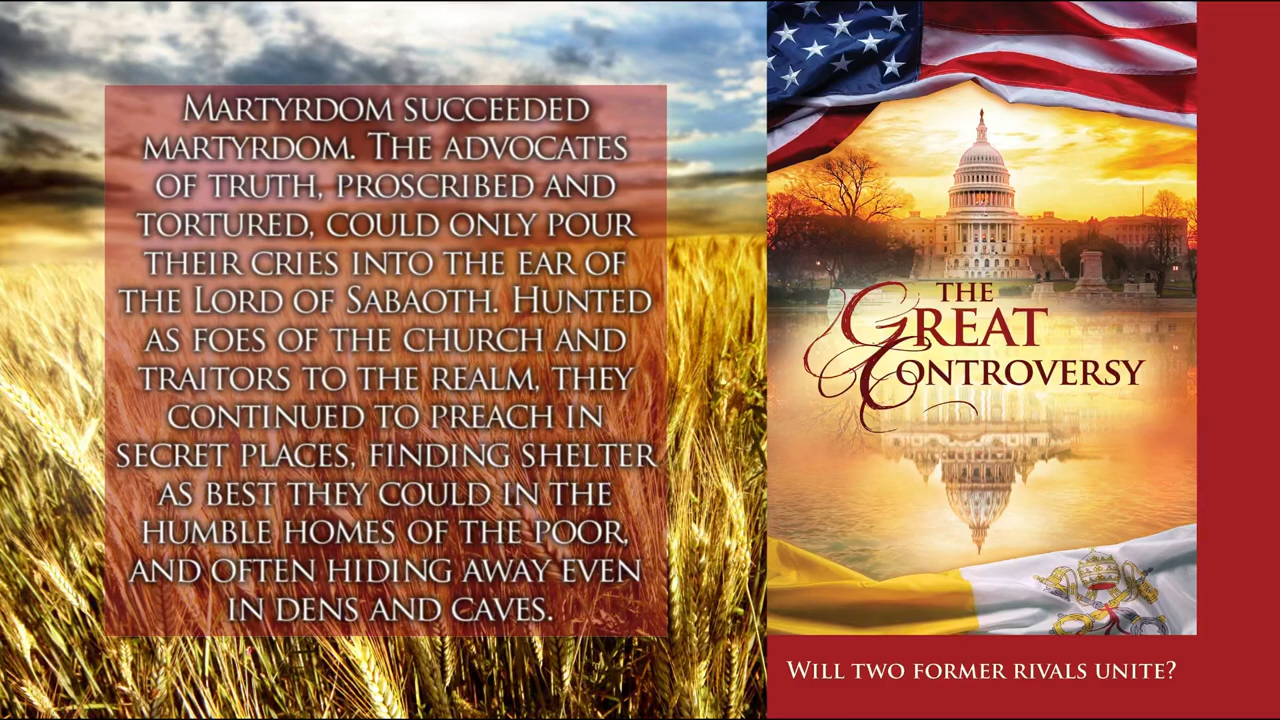 Martyrdom succeeded
martyrdom. The advocates
of truth, proscribed and
tortured, could only pour
their cries into the ear of
the Lord of Sabaoth. Hunted
as foes of the church and
traitors to the realm, they
continued to preach in
secret places, finding shelter
as best they could in the
humble homes of the poor,
and often hiding away even
in dens and caves.
The
Great
Controversy
Will two former rivals unite?